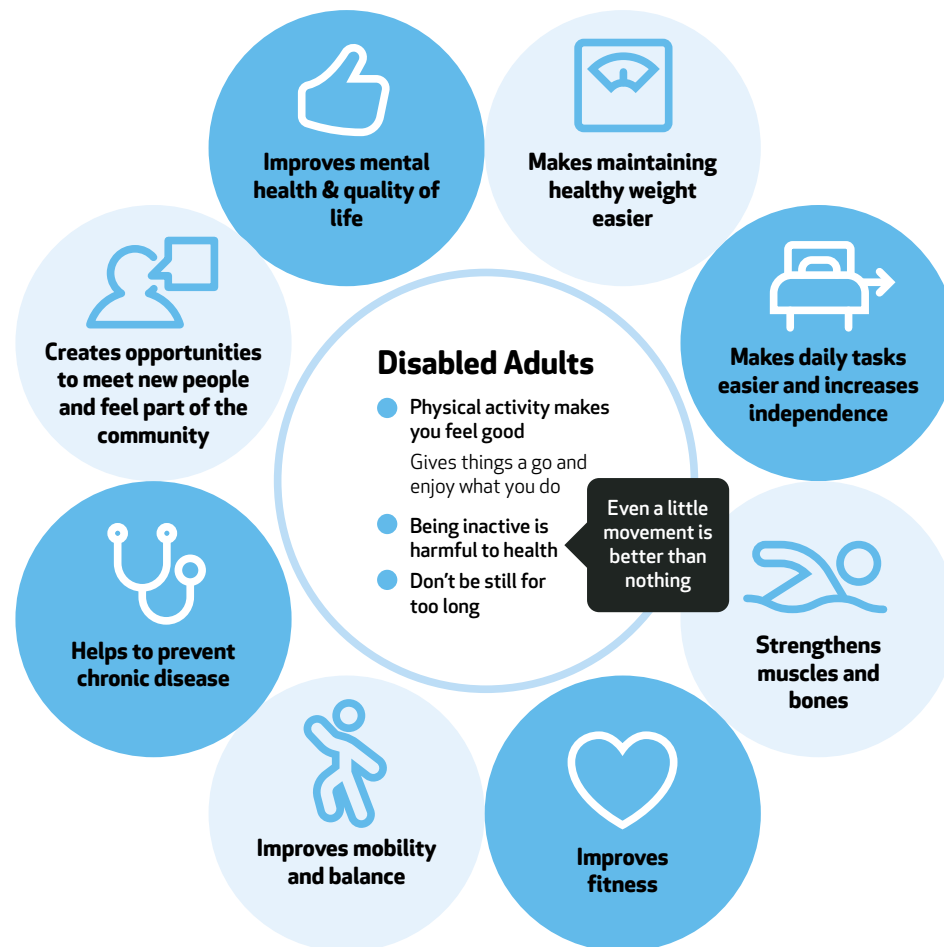 Improves mental
health & quality of
life
Makes maintaining
healthy weight
easier
Makes daily tasks
easier and increases
independence
Strengthens
muscles and
bones
Improves
fitness
Improves mobility
and balance
Helps to prevent
chronic disease
Creates opportunities
to meet new people
and feel part of the
community
Disabled Adults
Physical activity makes
you feel good
Gives things a go and
enjoy what you do
Being inactive is
harmful to health
Don't be still for
too long
Even a little
movement is
better than
nothing